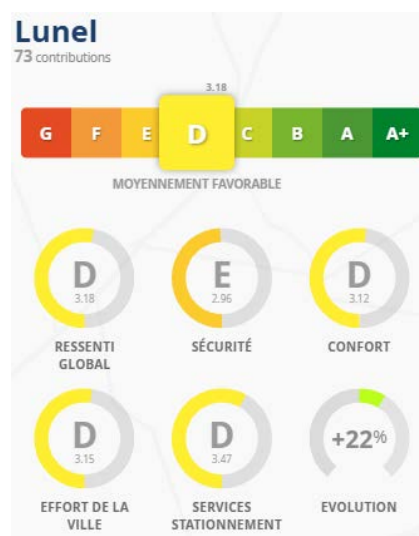 Lunel
73 contributions
3.18
G F E D C B A A+
MOYENNEMENT FAVORABLE
D E D
3.18 2.96 3.12
RESSENTI
GLOBAL
SÉCURITÉ
CONFORT
D D +22%
3.15 3.47
EFFORT DE LA
VILLE
SERVICES
STATIONNEMENT
EVOLUTION